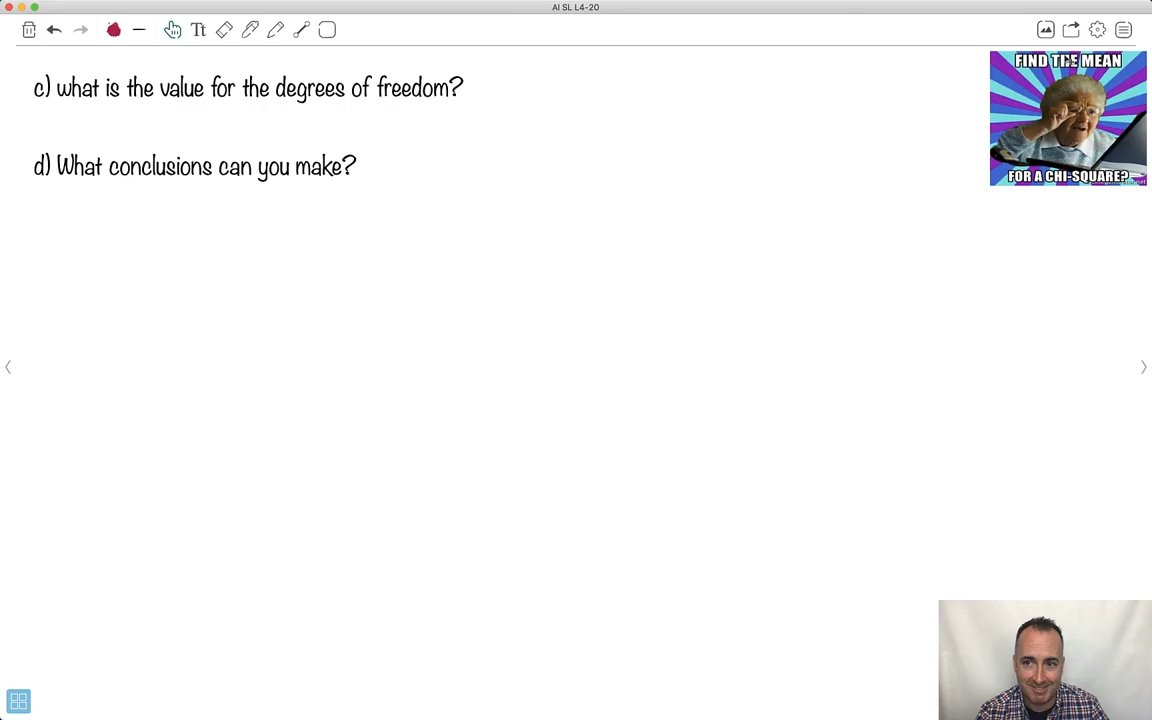 AI SL L4-20
Tt
c) what is the value for the degrees of freedom?
d) What conclusions can you make?
FIND THE MEAN
FOR A CHI-SQUARE?